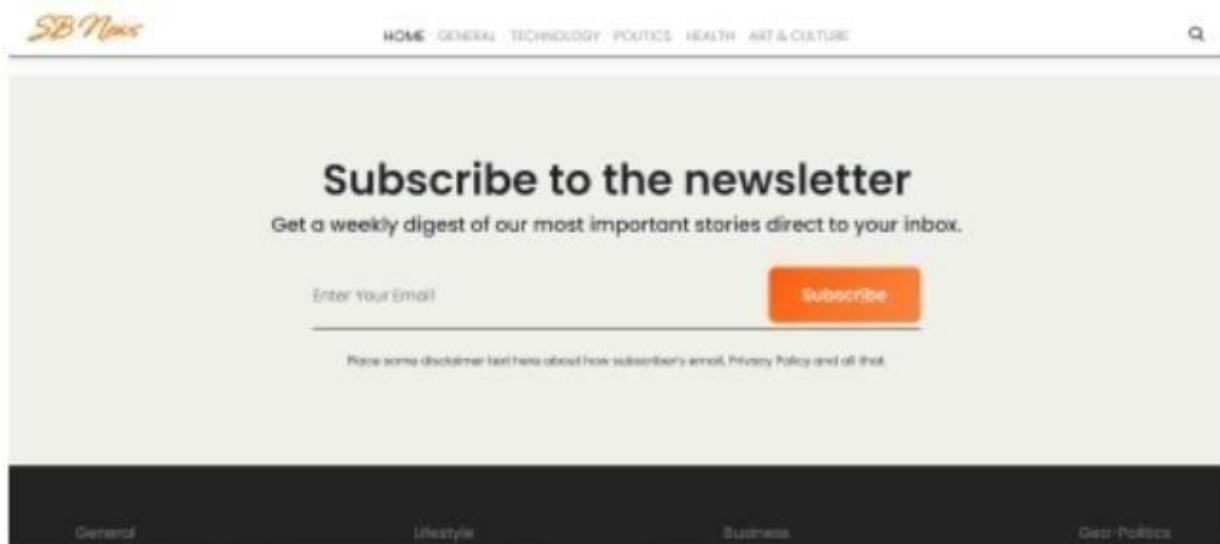 SB News
HOME GENERAL TECHNOLOGY POLITICS HEALTH ART & CULTURE
Subscribe to the newsletter
Get a weekly digest of our most important stories direct to your inbox.
Enter Your Email
Subscribe
Place some disclaimer text here about how subscriber's email, Privacy Policy and all that.
General Lifestyle Business Geo-Politics